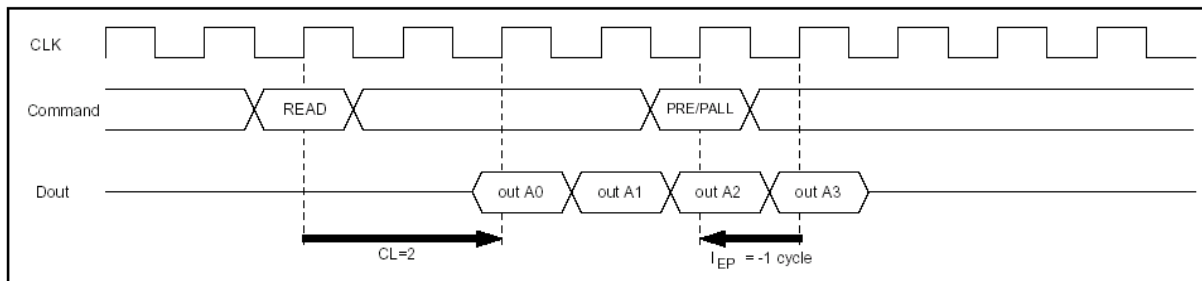 CLK
Command READ PRE/PALL
Dout out A0 out A1 out A2 out A3
CL=2 lEP = -1 cycle